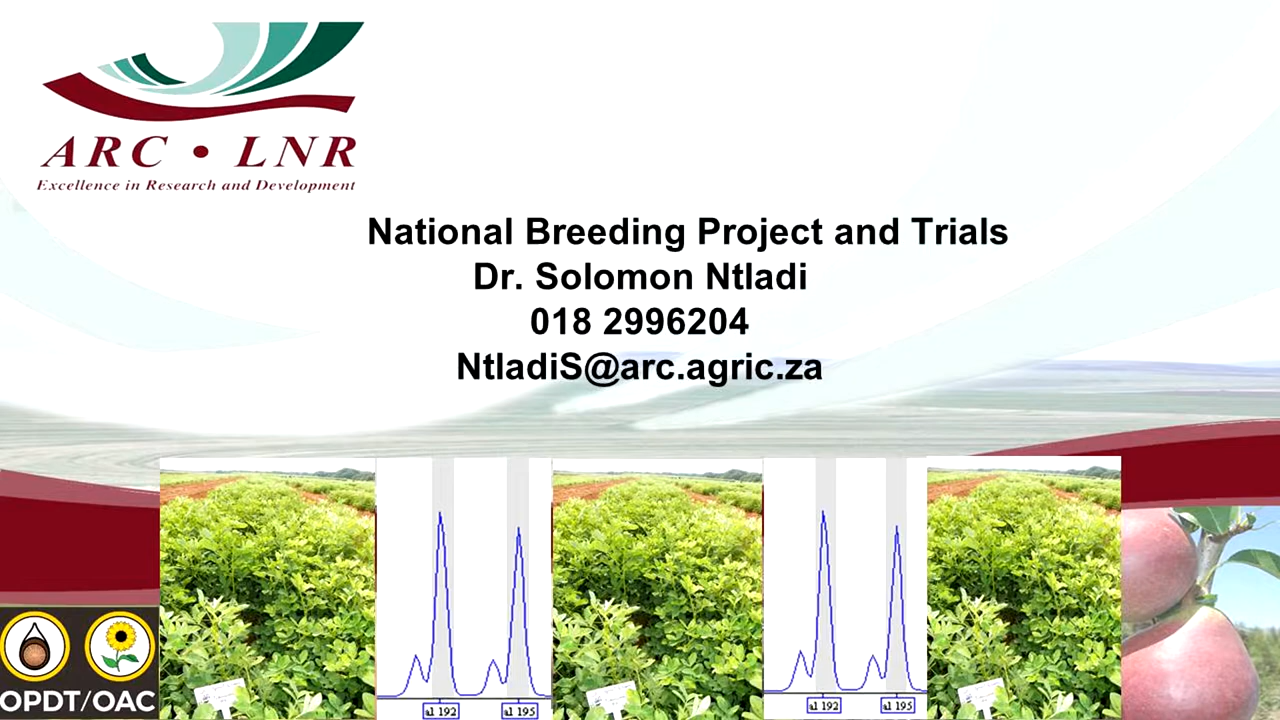 ARC • LNR
Excellence in Research and Development
National Breeding Project and Trials
Dr. Solomon Ntladi
018 2996204
NtladiS@arc.agric.za
OPDT/OAC
al 192
al 195
al 192
al 195